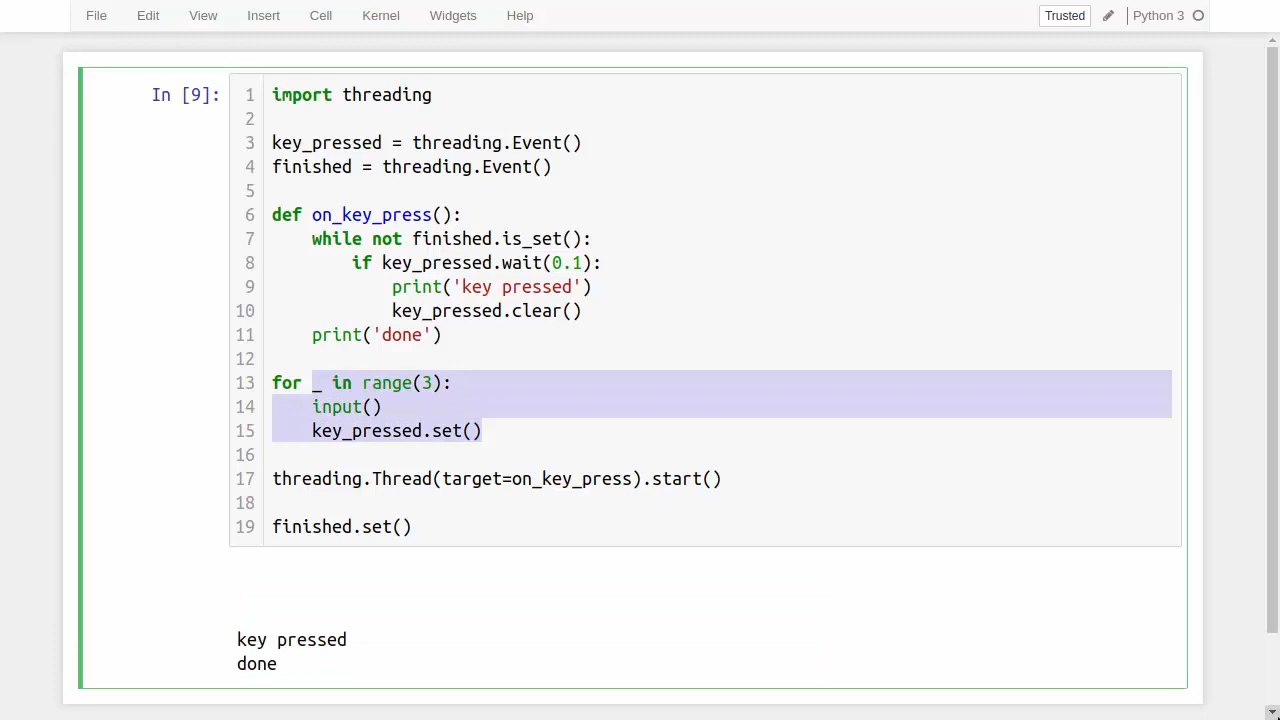 File Edit View Insert Cell Kernel Widgets Help Trusted Python 3
In [9]:
1 import threading
2
3 key_pressed = threading.Event()
4 finished = threading.Event()
5
6 def on_key_press():
7     while not finished.is_set():
8         if key_pressed.wait(0.1):
9             print('key pressed')
10             key_pressed.clear()
11     print('done')
12
13 for _ in range(3):
14     input()
15     key_pressed.set()
16
17 threading.Thread(target=on_key_press).start()
18
19 finished.set()
key pressed
done